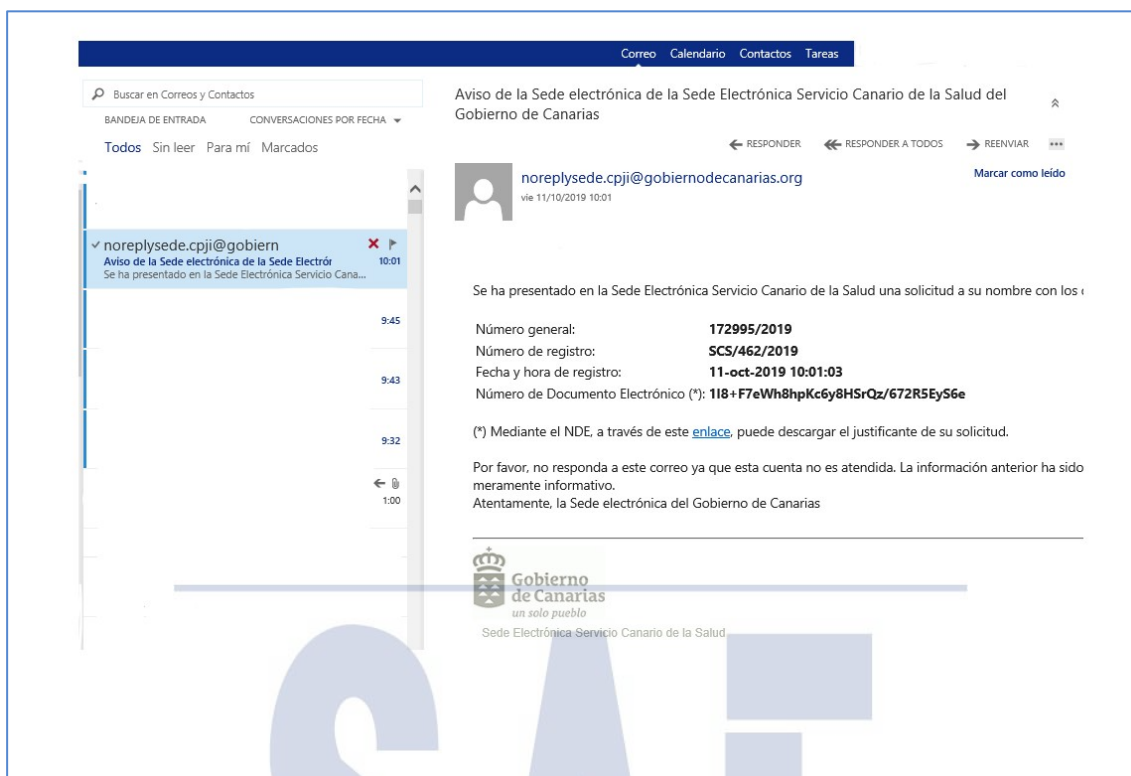 Correo Calendario Contactos Tareas
Buscar en Correos y Contactos
BANDEJA DE ENTRADA CONVERSACIONES POR FECHA
Todos Sin leer Para mí Marcados
noreplysede.cpji@gobiern
Aviso de la Sede electrónica de la Sede Electrór 10:01
Se ha presentado en la Sede Electrónica Servicio Cana...
9:45
9:43
9:32
1:00
Aviso de la Sede electrónica de la Sede Electrónica Servicio Canario de la Salud del
Gobierno de Canarias
RESPONDER RESPONDER A TODOS REENVIAR
noreplysede.cpji@gobiernodecanarias.org Marcar como leído
vie 11/10/2019 10:01
Se ha presentado en la Sede Electrónica Servicio Canario de la Salud una solicitud a su nombre con los
Número general: 172995/2019
Número de registro: SCS/462/2019
Fecha y hora de registro: 11-oct-2019 10:01:03
Número de Documento Electrónico (*): 1I8+F7eWh8hpKc6y8HSrQz/672R5EyS6e
(*) Mediante el NDE, a través de este enlace, puede descargar el justificante de su solicitud.
Por favor, no responda a este correo ya que esta cuenta no es atendida. La información anterior ha sido
meramente informativo.
Atentamente, la Sede electrónica del Gobierno de Canarias
Gobierno
de Canarias
un solo pueblo
Sede Electrónica Servicio Canario de la Salud
SAE